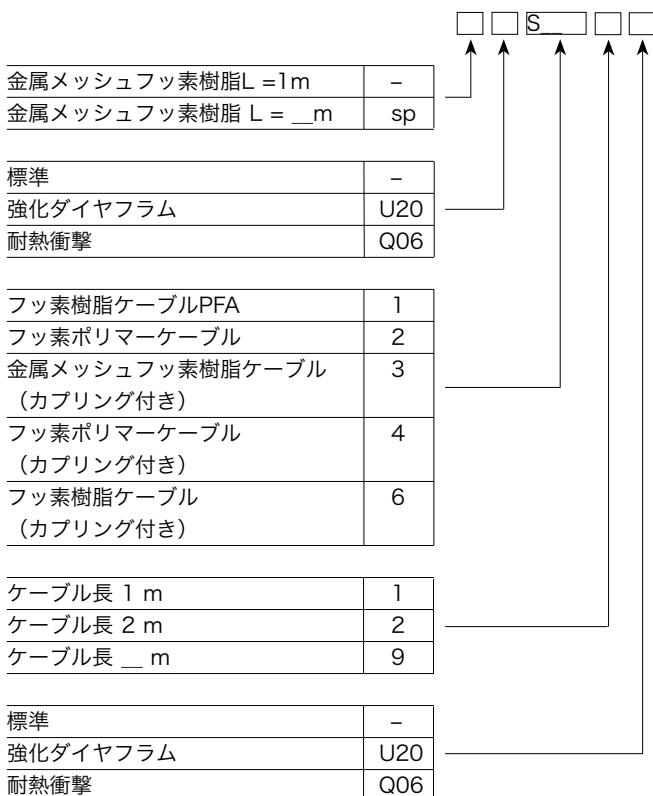 S__
金属メッシュフッ素樹脂L =1m –
金属メッシュフッ素樹脂 L = __m sp
標準 –
強化ダイヤフラム U20
耐熱衝撃 Q06
フッ素樹脂ケーブルPFA 1
フッ素ポリマーケーブル 2
金属メッシュフッ素樹脂ケーブル 3
（カプリング付き）
フッ素ポリマーケーブル 4
（カプリング付き）
フッ素樹脂ケーブル 6
（カプリング付き）
ケーブル長 1 m 1
ケーブル長 2 m 2
ケーブル長 __ m 9
標準 –
強化ダイヤフラム U20
耐熱衝撃 Q06